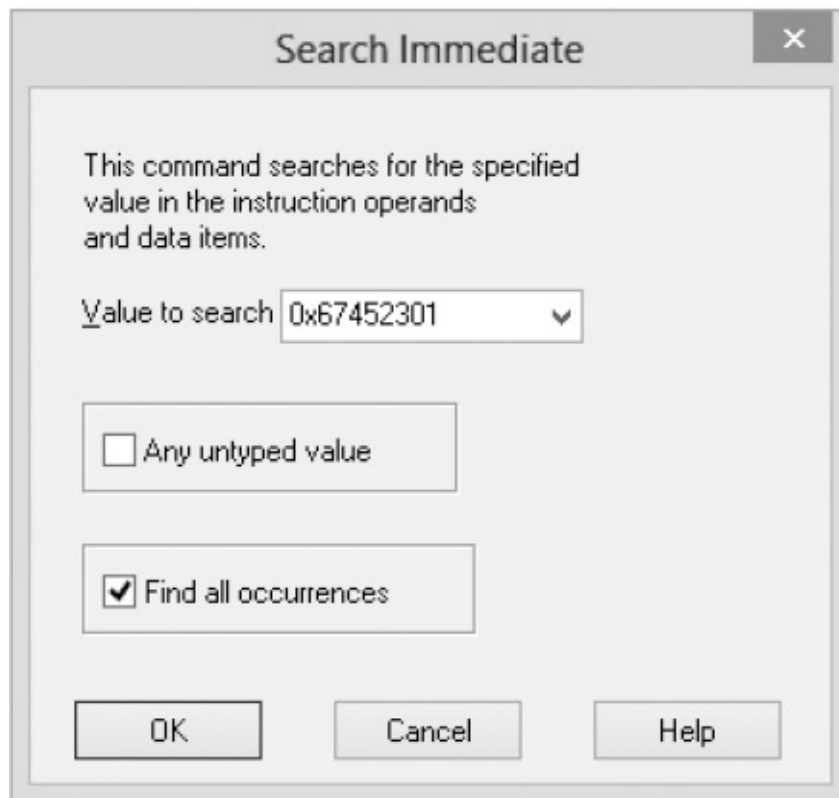 Search Immediate
This command searches for the specified
value in the instruction operands
and data items.
Value to search 0x67452301
Any untyped value
Find all occurrences
OK Cancel Help